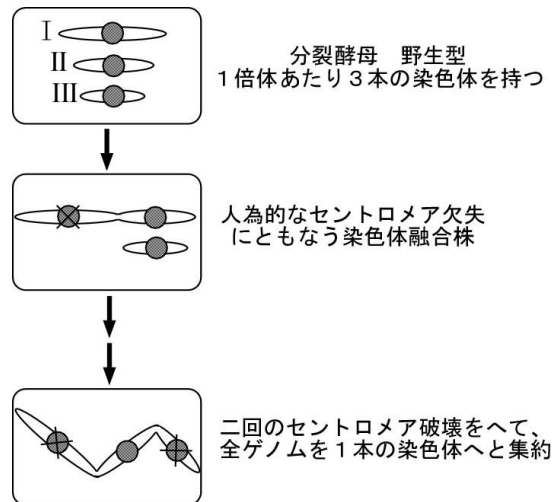 Ⅰ
Ⅱ
Ⅲ
分裂酵母　野生型
１倍体あたり３本の染色体を持つ
人為的なセントロメア欠失
にともなう染色体融合株
二回のセントロメア破壊をへて、
全ゲノムを１本の染色体へと集約